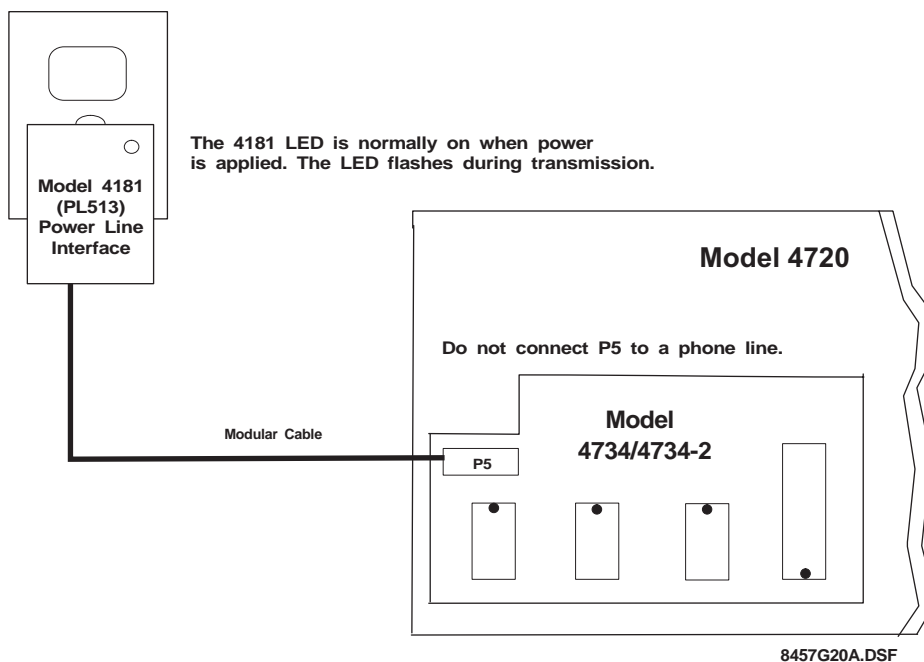 The 4181 LED is normally on when power
is applied. The LED flashes during transmission.
Model 4181
(PL513)
Power Line
Interface
Model 4720
Do not connect P5 to a phone line.
Model
4734/4734-2
Modular Cable
P5
8457G20A.DSF